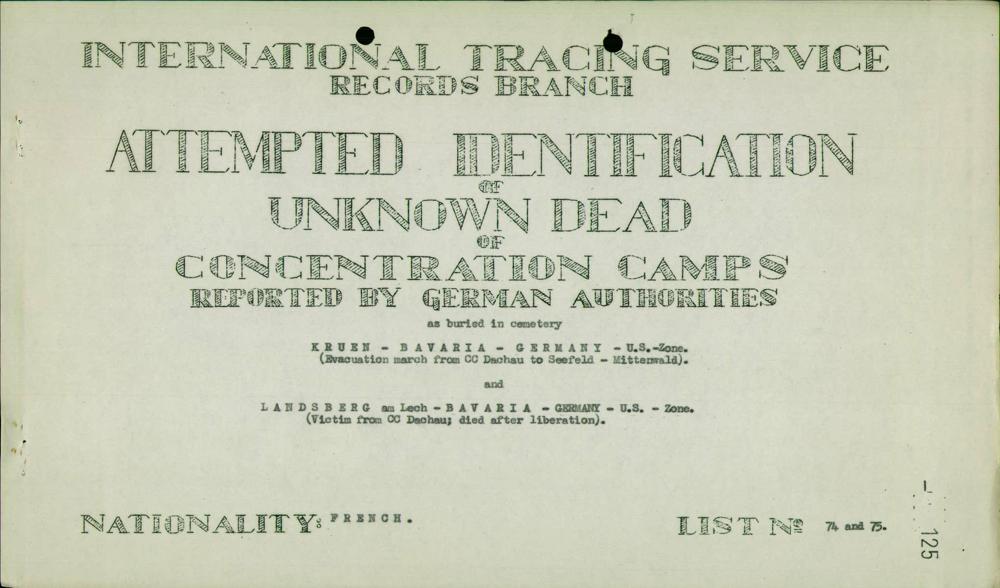 INTERNATIONAL TRACING SERVICE
RECORDS BRANCH
ATTEMPTED IDENTIFICATION
OF
UNKNOWN DEAD
OF
CONCENTRATION CAMPS
REPORTED BY GERMAN AUTHORITIES
as buried in cemetery
KRUEN - BAVARIA - GERMANY - U.S.-Zone.
(Evacuation march from CC Dachau to Seefeld - Mittenwald).
and
LANDSBERG am Lech - BAVARIA - GERMANY - U.S. - Zone.
(Victim from CC Dachau; died after liberation).
NATIONALITY: FRENCH.
LIST Nº 74 and 75.
125